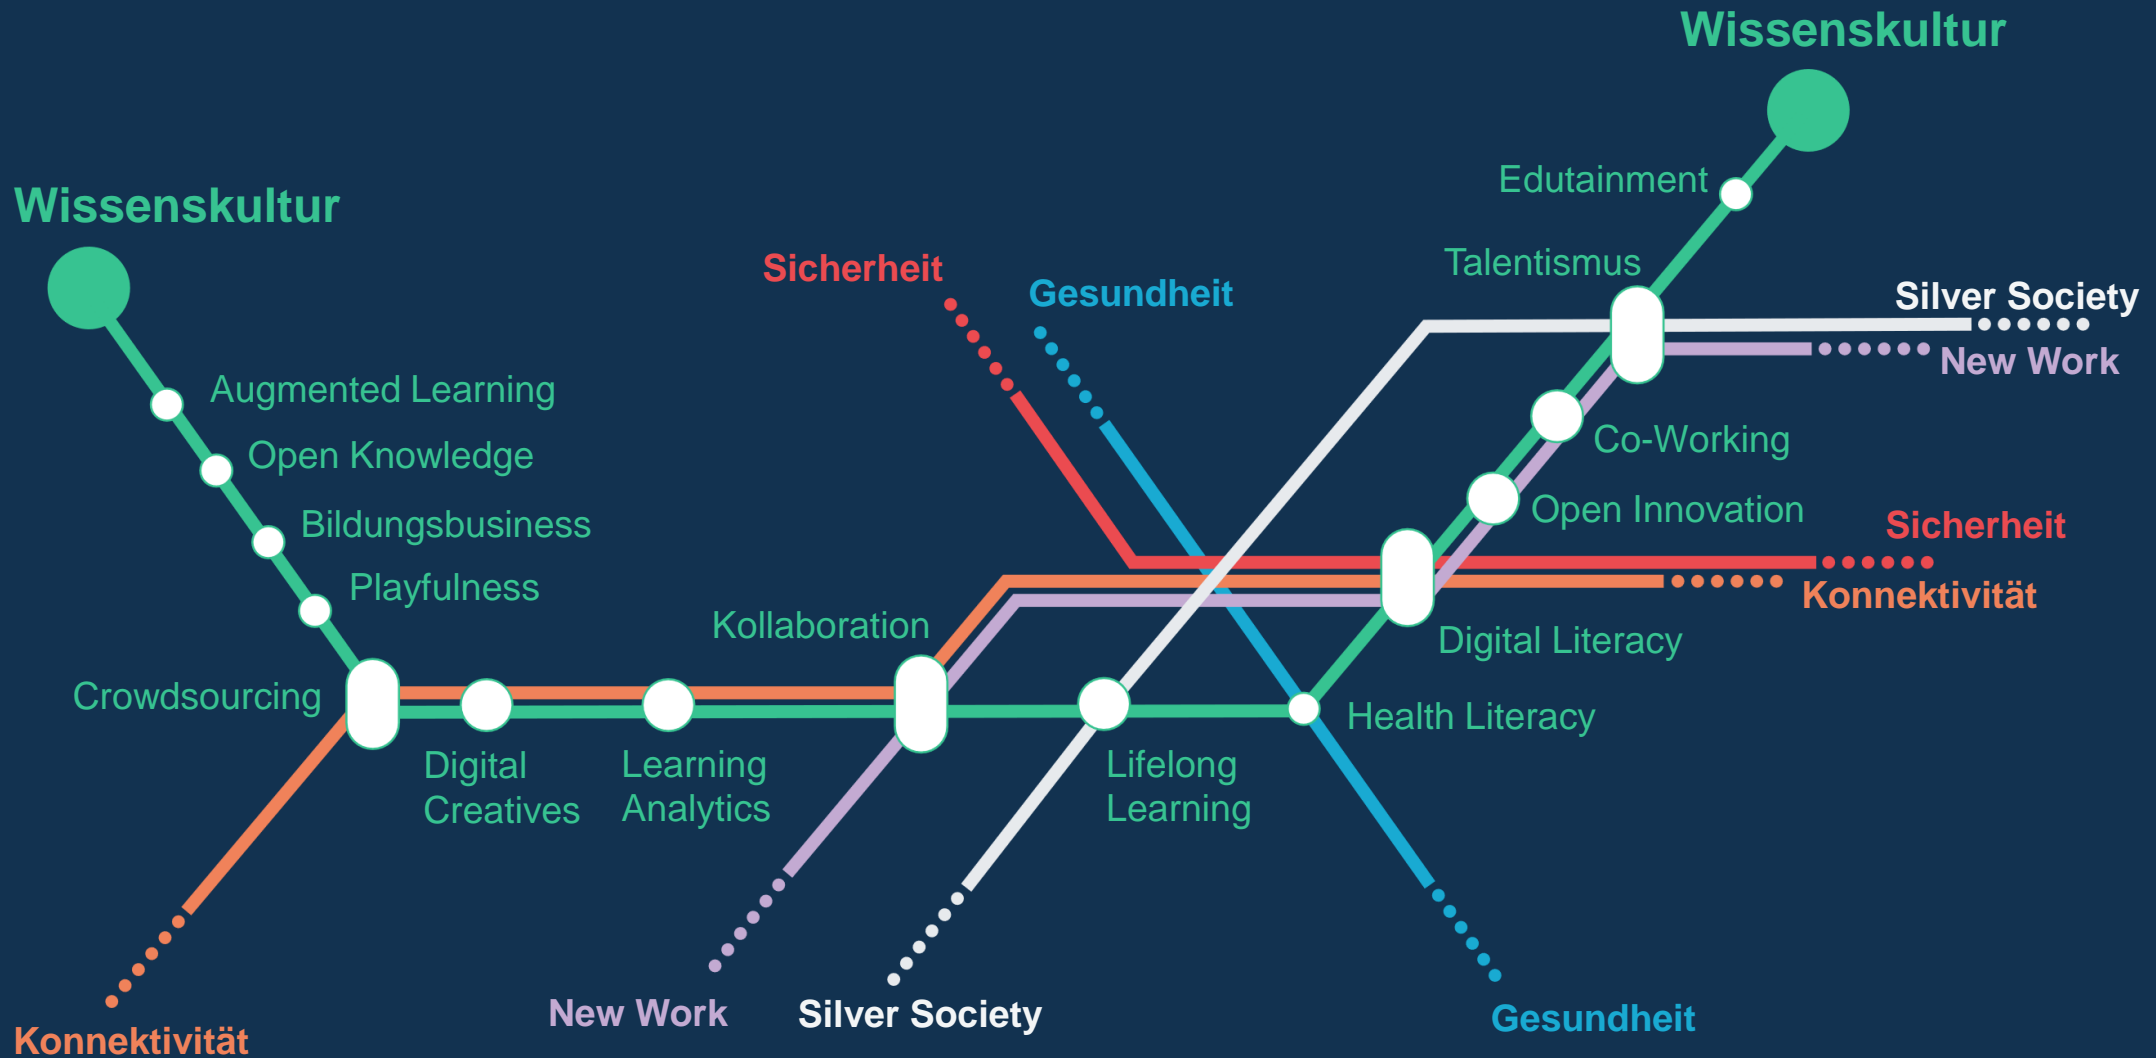 Wissenskultur
Edutainment
Wissenskultur
Talentismus
Sicherheit
Gesundheit
Silver Society
New Work
Augmented Learning
Co-Working
Open Knowledge
Open Innovation
Bildungsbusiness
Sicherheit
Playfulness
Konnektivität
Kollaboration
Digital Literacy
Crowdsourcing
Health Literacy
Digital
Creatives
Learning
Analytics
Lifelong
Learning
New Work
Silver Society
Gesundheit
Konnektivität